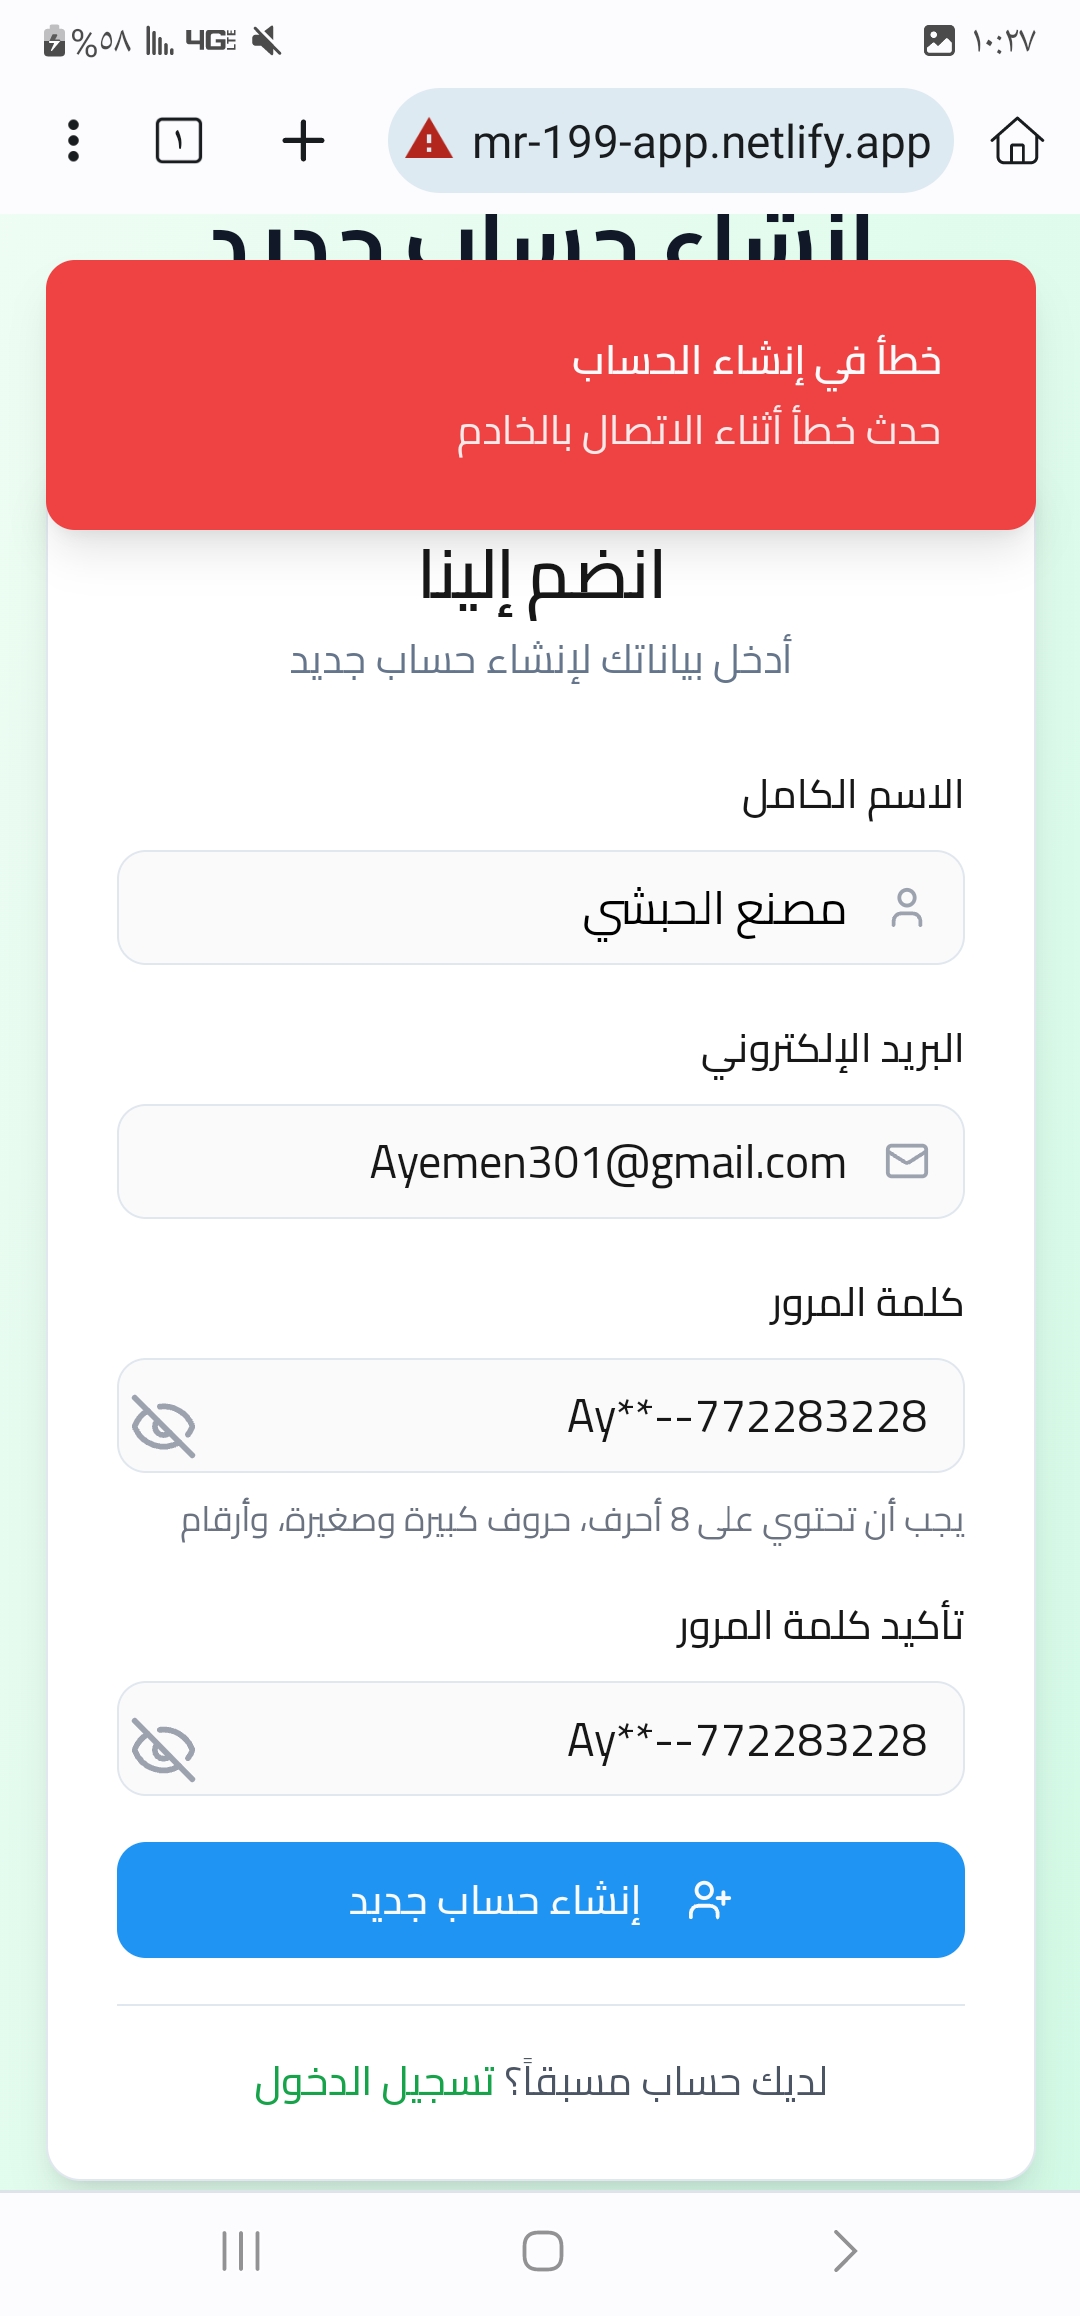 ١٠:٢٧
4G LTE
%٥٨
mr-199-app.netlify.app
١
إنشاء حساب جديد
خطأ في إنشاء الحساب
حدث خطأ أثناء الاتصال بالخادم
انضم إلينا
أدخل بياناتك لإنشاء حساب جديد
الاسم الكامل
مصنع الحبشي
البريد الإلكتروني
Ayemen301@gmail.com
كلمة المرور
Ay**--772283228
يجب أن تحتوي على 8 أحرف، حروف كبيرة وصغيرة، وأرقام
تأكيد كلمة المرور
Ay**--772283228
إنشاء حساب جديد
لديك حساب مسبقاً؟ تسجيل الدخول